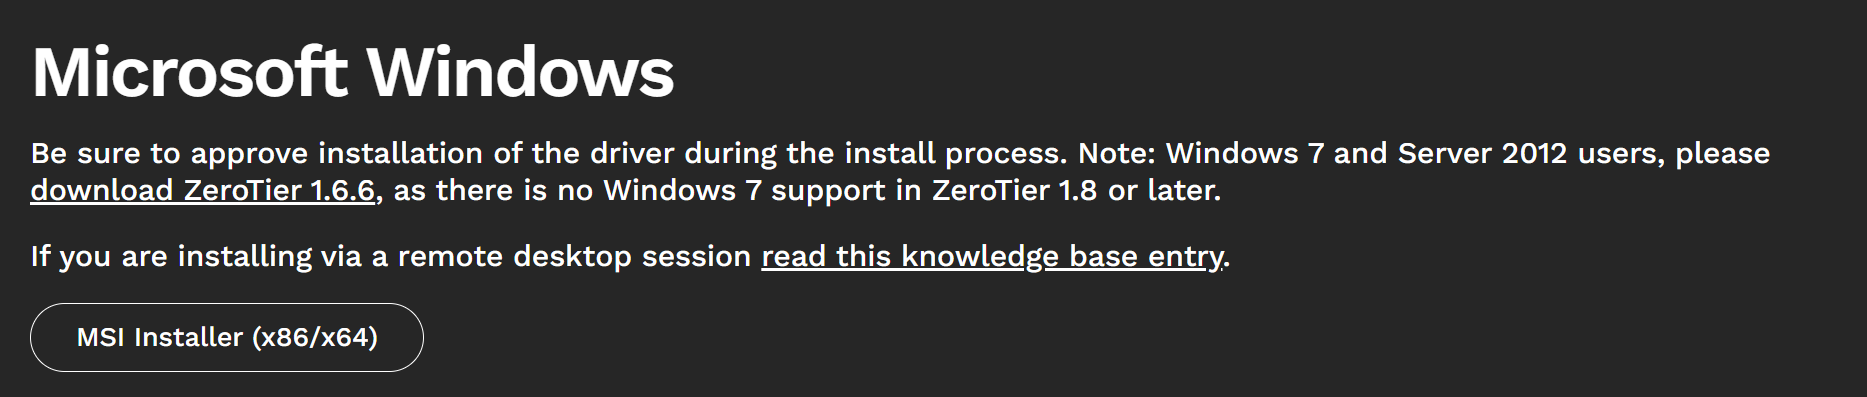 Microsoft Windows
Be sure to approve installation of the driver during the install process. Note: Windows 7 and Server 2012 users, please
download ZeroTier 1.6.6, as there is no Windows 7 support in ZeroTier 1.8 or later.
If you are installing via a remote desktop session read this knowledge base entry.
MSI Installer (x86/x64)